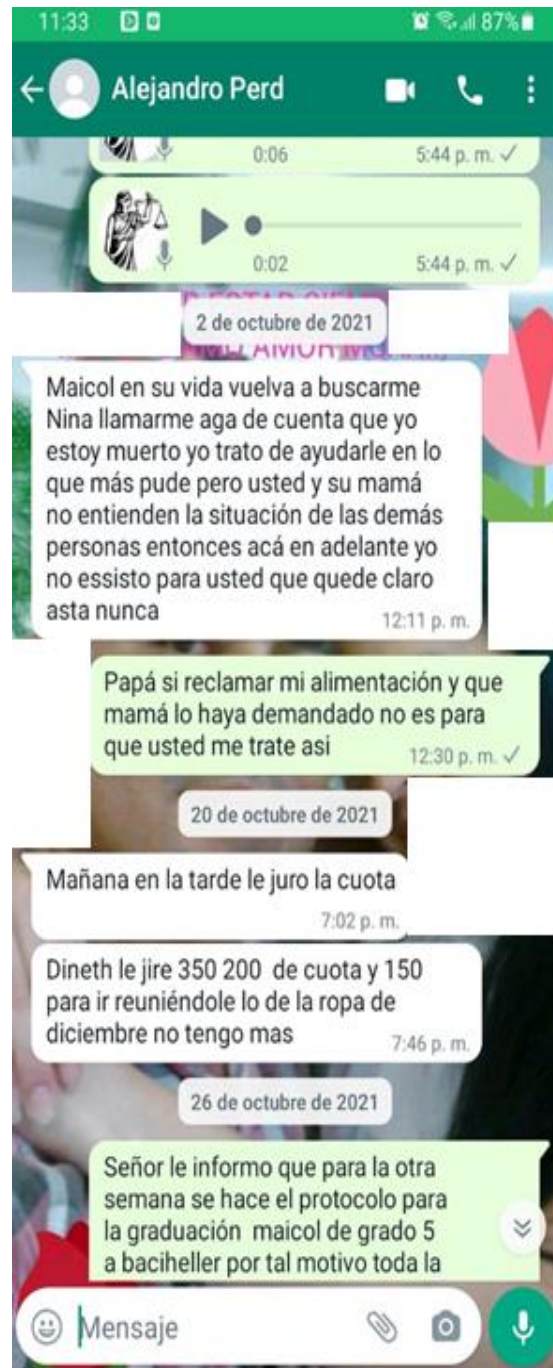 11:33
87%
Alejandro Perd
0:06
5:44 p. m.
0:02
5:44 p. m.
2 de octubre de 2021
AMOR
Maicol en su vida vuelva a buscarme
Nina llamarme aga de cuenta que yo
estoy muerto yo trato de ayudarle en lo
que más pude pero usted y su mamá
no entienden la situación de las demás
personas entonces acá en adelante yo
no essisto para usted que quede claro
asta nunca
12:11 p. m.
Papá si reclamar mi alimentación y que
mamá lo haya demandado no es para
que usted me trate asi
12:30 p. m.
20 de octubre de 2021
Mañana en la tarde le juro la cuota
7:02 p. m.
Dineth le jire 350 200 de cuota y 150
para ir reuniéndole lo de la ropa de
diciembre no tengo mas
7:46 p. m.
26 de octubre de 2021
Señor le informo que para la otra
semana se hace el protocolo para
la graduación maicol de grado 5
a baciheller por tal motivo toda la
Mensaje